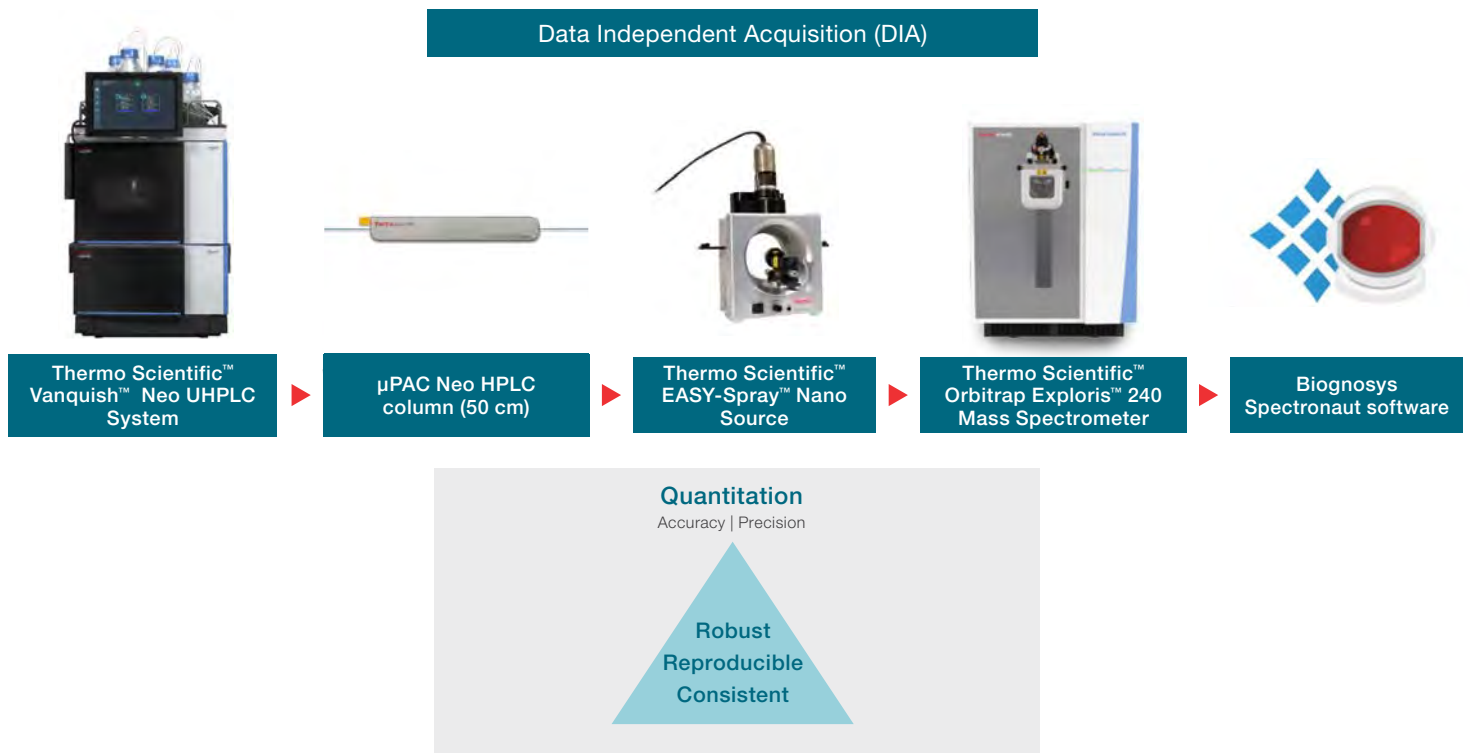 Data Independent Acquisition (DIA)
Thermo Scientific™
Vanquish™ Neo UHPLC
System
µPAC Neo HPLC
column (50 cm)
Thermo Scientific™
EASY-Spray™ Nano
Source
Thermo Scientific™
Orbitrap Exploris™ 240
Mass Spectrometer
Biognosys
Spectronaut software
Quantitation
Accuracy | Precision
Robust
Reproducible
Consistent